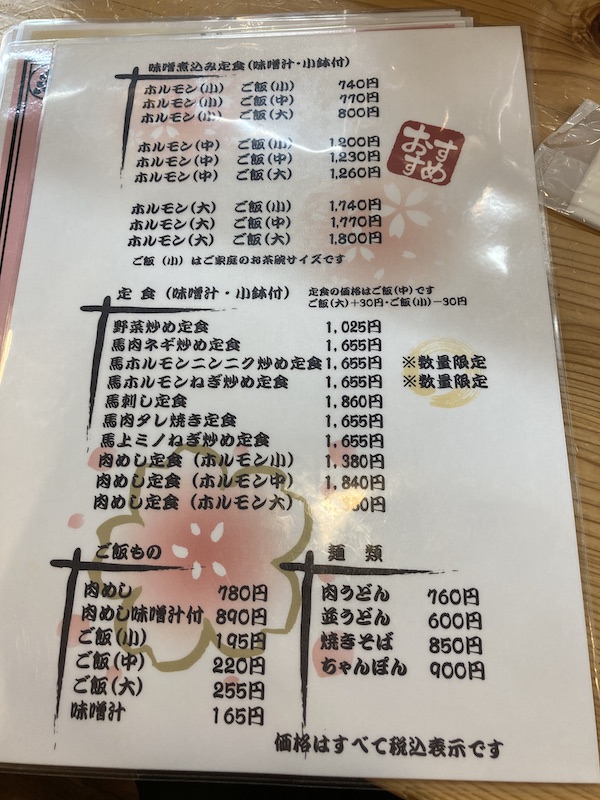 味噌煮込み定食(味噌汁・小鉢付)
ホルモン(小) ご飯(小) 740円
ホルモン(小) ご飯(中) 770円
ホルモン(小) ご飯(大) 800円
おすすめ
ホルモン(中) ご飯(小) 1,200円
ホルモン(中) ご飯(中) 1,230円
ホルモン(中) ご飯(大) 1,260円
ホルモン(大) ご飯(小) 1,740円
ホルモン(大) ご飯(中) 1,770円
ホルモン(大) ご飯(大) 1,800円
ご飯(小)はご家庭のお茶碗サイズです
定食(味噌汁・小鉢付) 定食の価格はご飯(中)です
ご飯(大)+30円・ご飯(小)-30円
野菜炒め定食 1,025円
馬肉ネギ炒め定食 1,655円
馬ホルモンニンニク炒め定食 1,655円 ※数量限定
馬ホルモンねぎ炒め定食 1,655円 ※数量限定
馬刺し定食 1,860円
馬肉タレ焼き定食 1,655円
馬上ミノねぎ炒め定食 1,655円
肉めし定食(ホルモン小) 1,380円
肉めし定食(ホルモン中) 1,840円
肉めし定食(ホルモン大)
ご飯もの
肉めし 780円
肉めし味噌汁付 890円
ご飯(小) 195円
ご飯(中) 220円
ご飯(大) 255円
味噌汁 165円
麺類
肉うどん 760円
並うどん 600円
焼きそば 850円
ちゃんぽん 900円
価格はすべて税込表示です